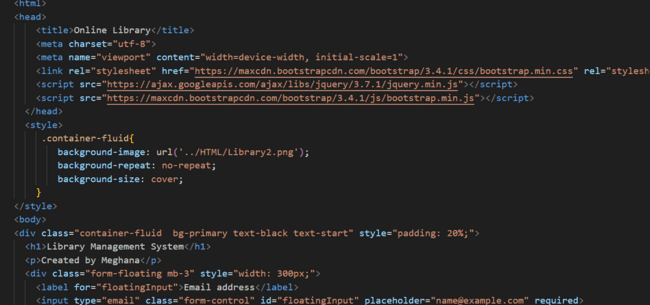 <html>
<head>
    <title>Online Library</title>
    <meta charset="utf-8">
    <meta name="viewport" content="width=device-width, initial-scale=1">
    <link rel="stylesheet" href="https://maxcdn.bootstrapcdn.com/bootstrap/3.4.1/css/bootstrap.min.css" rel="stylesh
    <script src="https://ajax.googleapis.com/ajax/libs/jquery/3.7.1/jquery.min.js"></script>
    <script src="https://maxcdn.bootstrapcdn.com/bootstrap/3.4.1/js/bootstrap.min.js"></script>
  </head>
  <style>
     .container-fluid{
        background-image: url('../HTML/Library2.png');
        background-repeat: no-repeat;
        background-size: cover;
    }
</style>
<body>
<div class="container-fluid  bg-primary text-black text-start" style="padding: 20%;">
  <h1>Library Management System</h1>
  <p>Created by Meghana</p>
  <div class="form-floating mb-3" style="width: 300px;">
    <label for="floatingInput">Email address</label>
    <input type="email" class="form-control" id="floatingInput" placeholder="name@example.com" required>